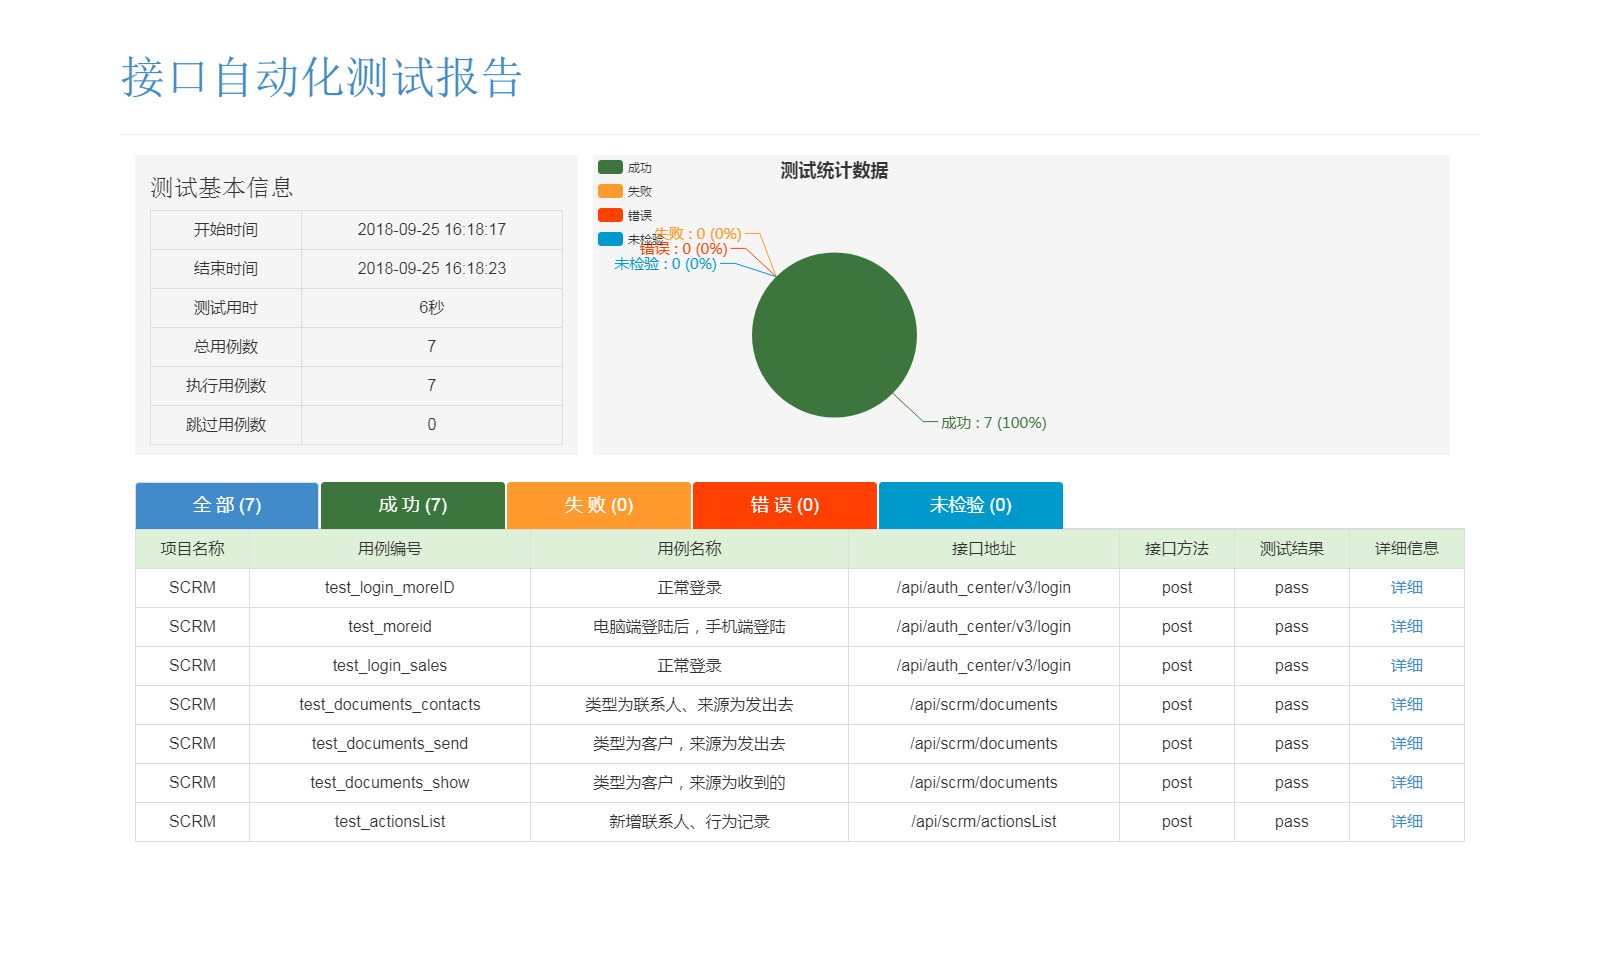 接口自动化测试报告
测试基本信息
开始时间 2018-09-25 16:18:17
结束时间 2018-09-25 16:18:23
测试用时 6秒
总用例数 7
执行用例数 7
跳过用例数 0
测试统计数据
成功
失败
错误
未检验
失败 : 0 (0%)
错误 : 0 (0%)
未检验 : 0 (0%)
成功 : 7 (100%)
全 部 (7) 成 功 (7) 失 败 (0) 错 误 (0) 未检验 (0)
项目名称 用例编号 用例名称 接口地址 接口方法 测试结果 详细信息
SCRM test_login_moreID 正常登录 /api/auth_center/v3/login post pass 详细
SCRM test_moreid 电脑端登陆后，手机端登陆 /api/auth_center/v3/login post pass 详细
SCRM test_login_sales 正常登录 /api/auth_center/v3/login post pass 详细
SCRM test_documents_contacts 类型为联系人、来源为发出去 /api/scrm/documents post pass 详细
SCRM test_documents_send 类型为客户，来源为发出去 /api/scrm/documents post pass 详细
SCRM test_documents_show 类型为客户，来源为收到的 /api/scrm/documents post pass 详细
SCRM test_actionsList 新增联系人、行为记录 /api/scrm/actionsList post pass 详细